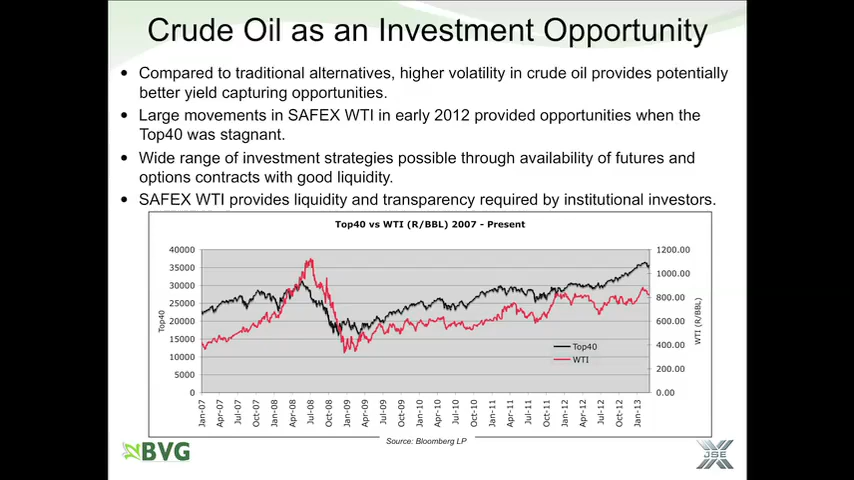 Crude Oil as an Investment Opportunity
• Compared to traditional alternatives, higher volatility in crude oil provides potentially
better yield capturing opportunities.
• Large movements in SAFEX WTI in early 2012 provided opportunities when the
Top40 was stagnant.
• Wide range of investment strategies possible through availability of futures and
options contracts with good liquidity.
• SAFEX WTI provides liquidity and transparency required by institutional investors.
Top40 vs WTI (R/BBL) 2007 - Present
40000
35000
30000
25000
20000
15000
10000
5000
0
Top40
1200.00
1000.00
800.00
600.00
400.00
200.00
0.00
WTI (R/BBL)
Top40
WTI
Jan-07 Apr-07 Jul-07 Oct-07 Jan-08 Apr-08 Jul-08 Oct-08 Jan-09 Apr-09 Jul-09 Oct-09 Jan-10 Apr-10 Jul-10 Oct-10 Jan-11 Apr-11 Jul-11 Oct-11 Jan-12 Apr-12 Jul-12 Oct-12 Jan-13
Source: Bloomberg LP
BVG
JSE